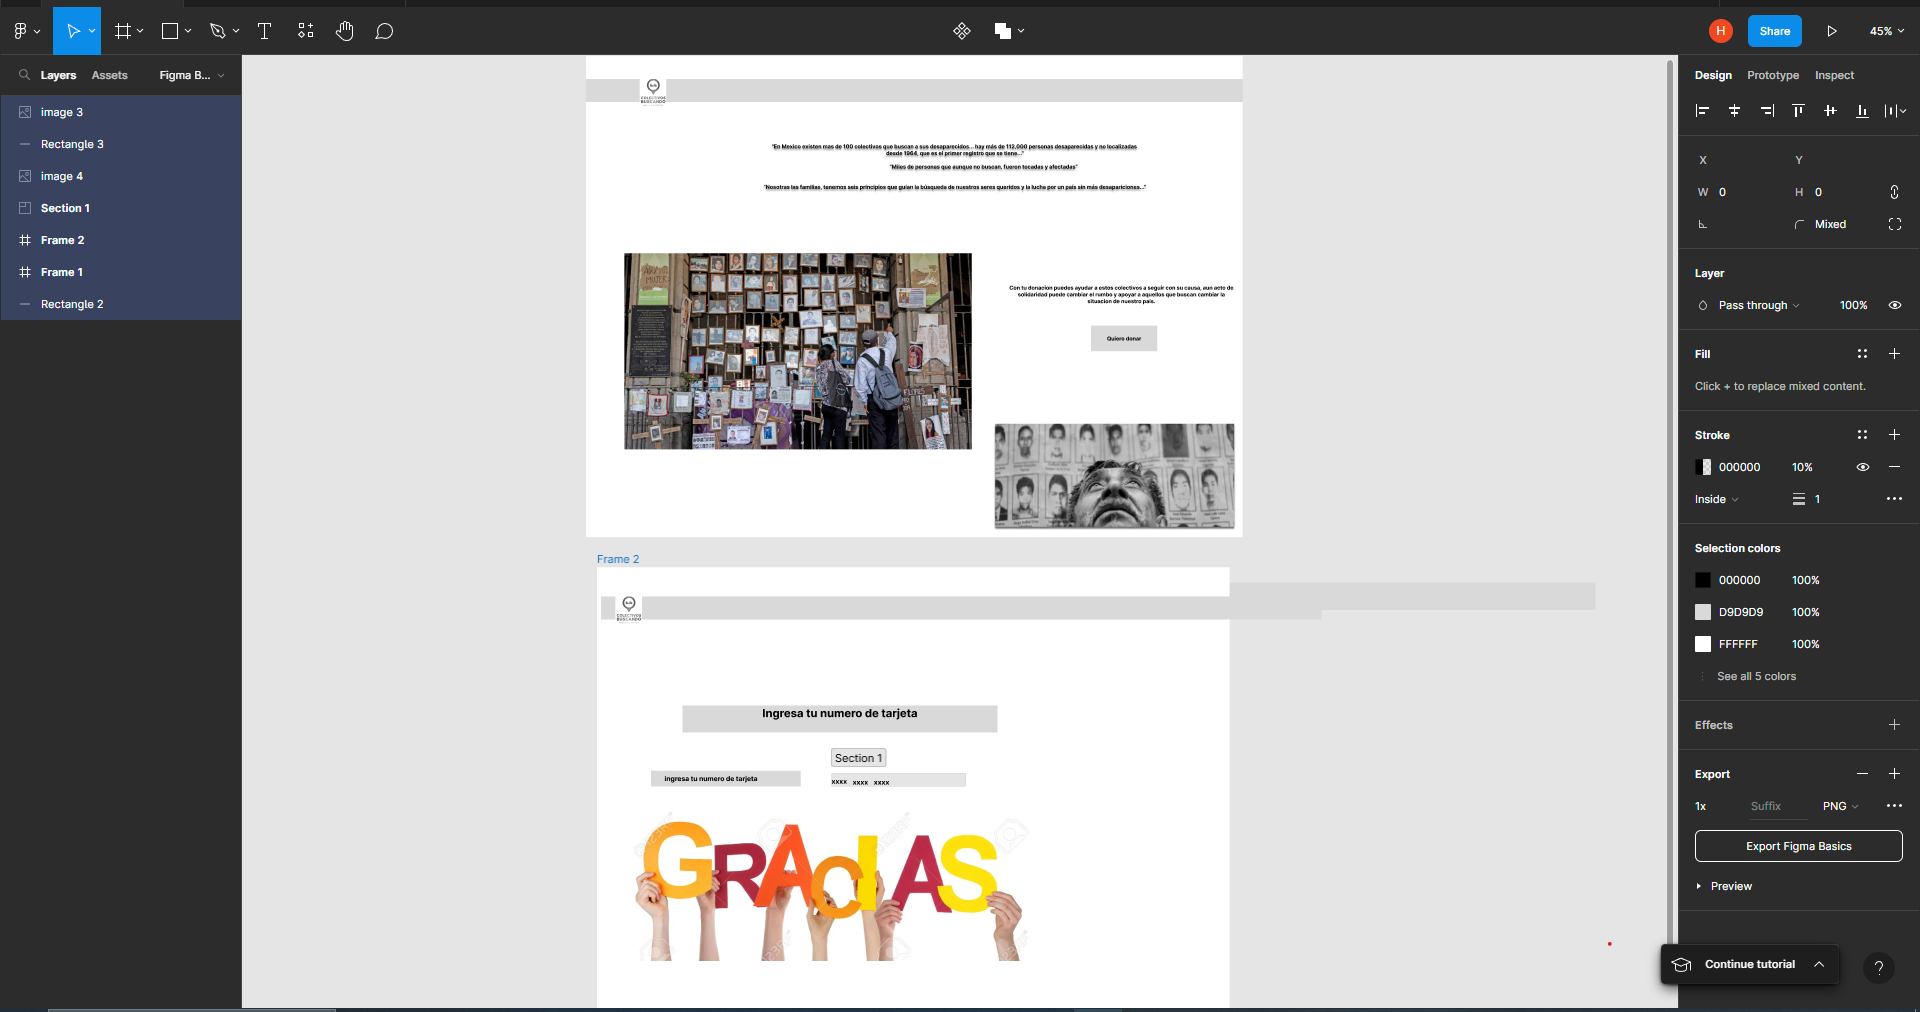 H
Share
45%
Layers
Assets
Figma B...
Design
Prototype
Inspect
image 3
Rectangle 3
image 4
Section 1
Frame 2
Frame 1
Rectangle 2
COLECTIVOS
BUSCANDO
"En Mexico existen mas de 100 colectivos que buscan a sus desaparecidos... hay más de 112,000 personas desaparecidas y no localizadas
desde 1964, que es el primer registro que se tiene..."
"Miles de personas que aunque no buscan, fueron tocadas y afectadas"
"Nosotras las familias, tenemos seis principios que guían la búsqueda de nuestros seres queridos y la lucha por un país sin más desapariciones..."
Con tu donacion puedes ayudar a estos colectivos a seguir con su causa, aun acto de
solidaridad puede cambiar el rumbo y apoyar a aquellos que buscan cambiar la
situacion de nuestro pais.
Quiero donar
Frame 2
COLECTIVOS
BUSCANDO
Ingresa tu numero de tarjeta
Section 1
Ingresa tu numero de tarjeta
xxxx xxxx xxxx
GRACIAS
X
Y
W 0
H 0
Mixed
Layer
Pass through
100%
Fill
Click + to replace mixed content.
Stroke
000000
10%
Inside
1
Selection colors
000000
100%
D9D9D9
100%
FFFFFF
100%
See all 5 colors
Effects
Export
1x
Suffix
PNG
Export Figma Basics
Preview
Continue tutorial
?